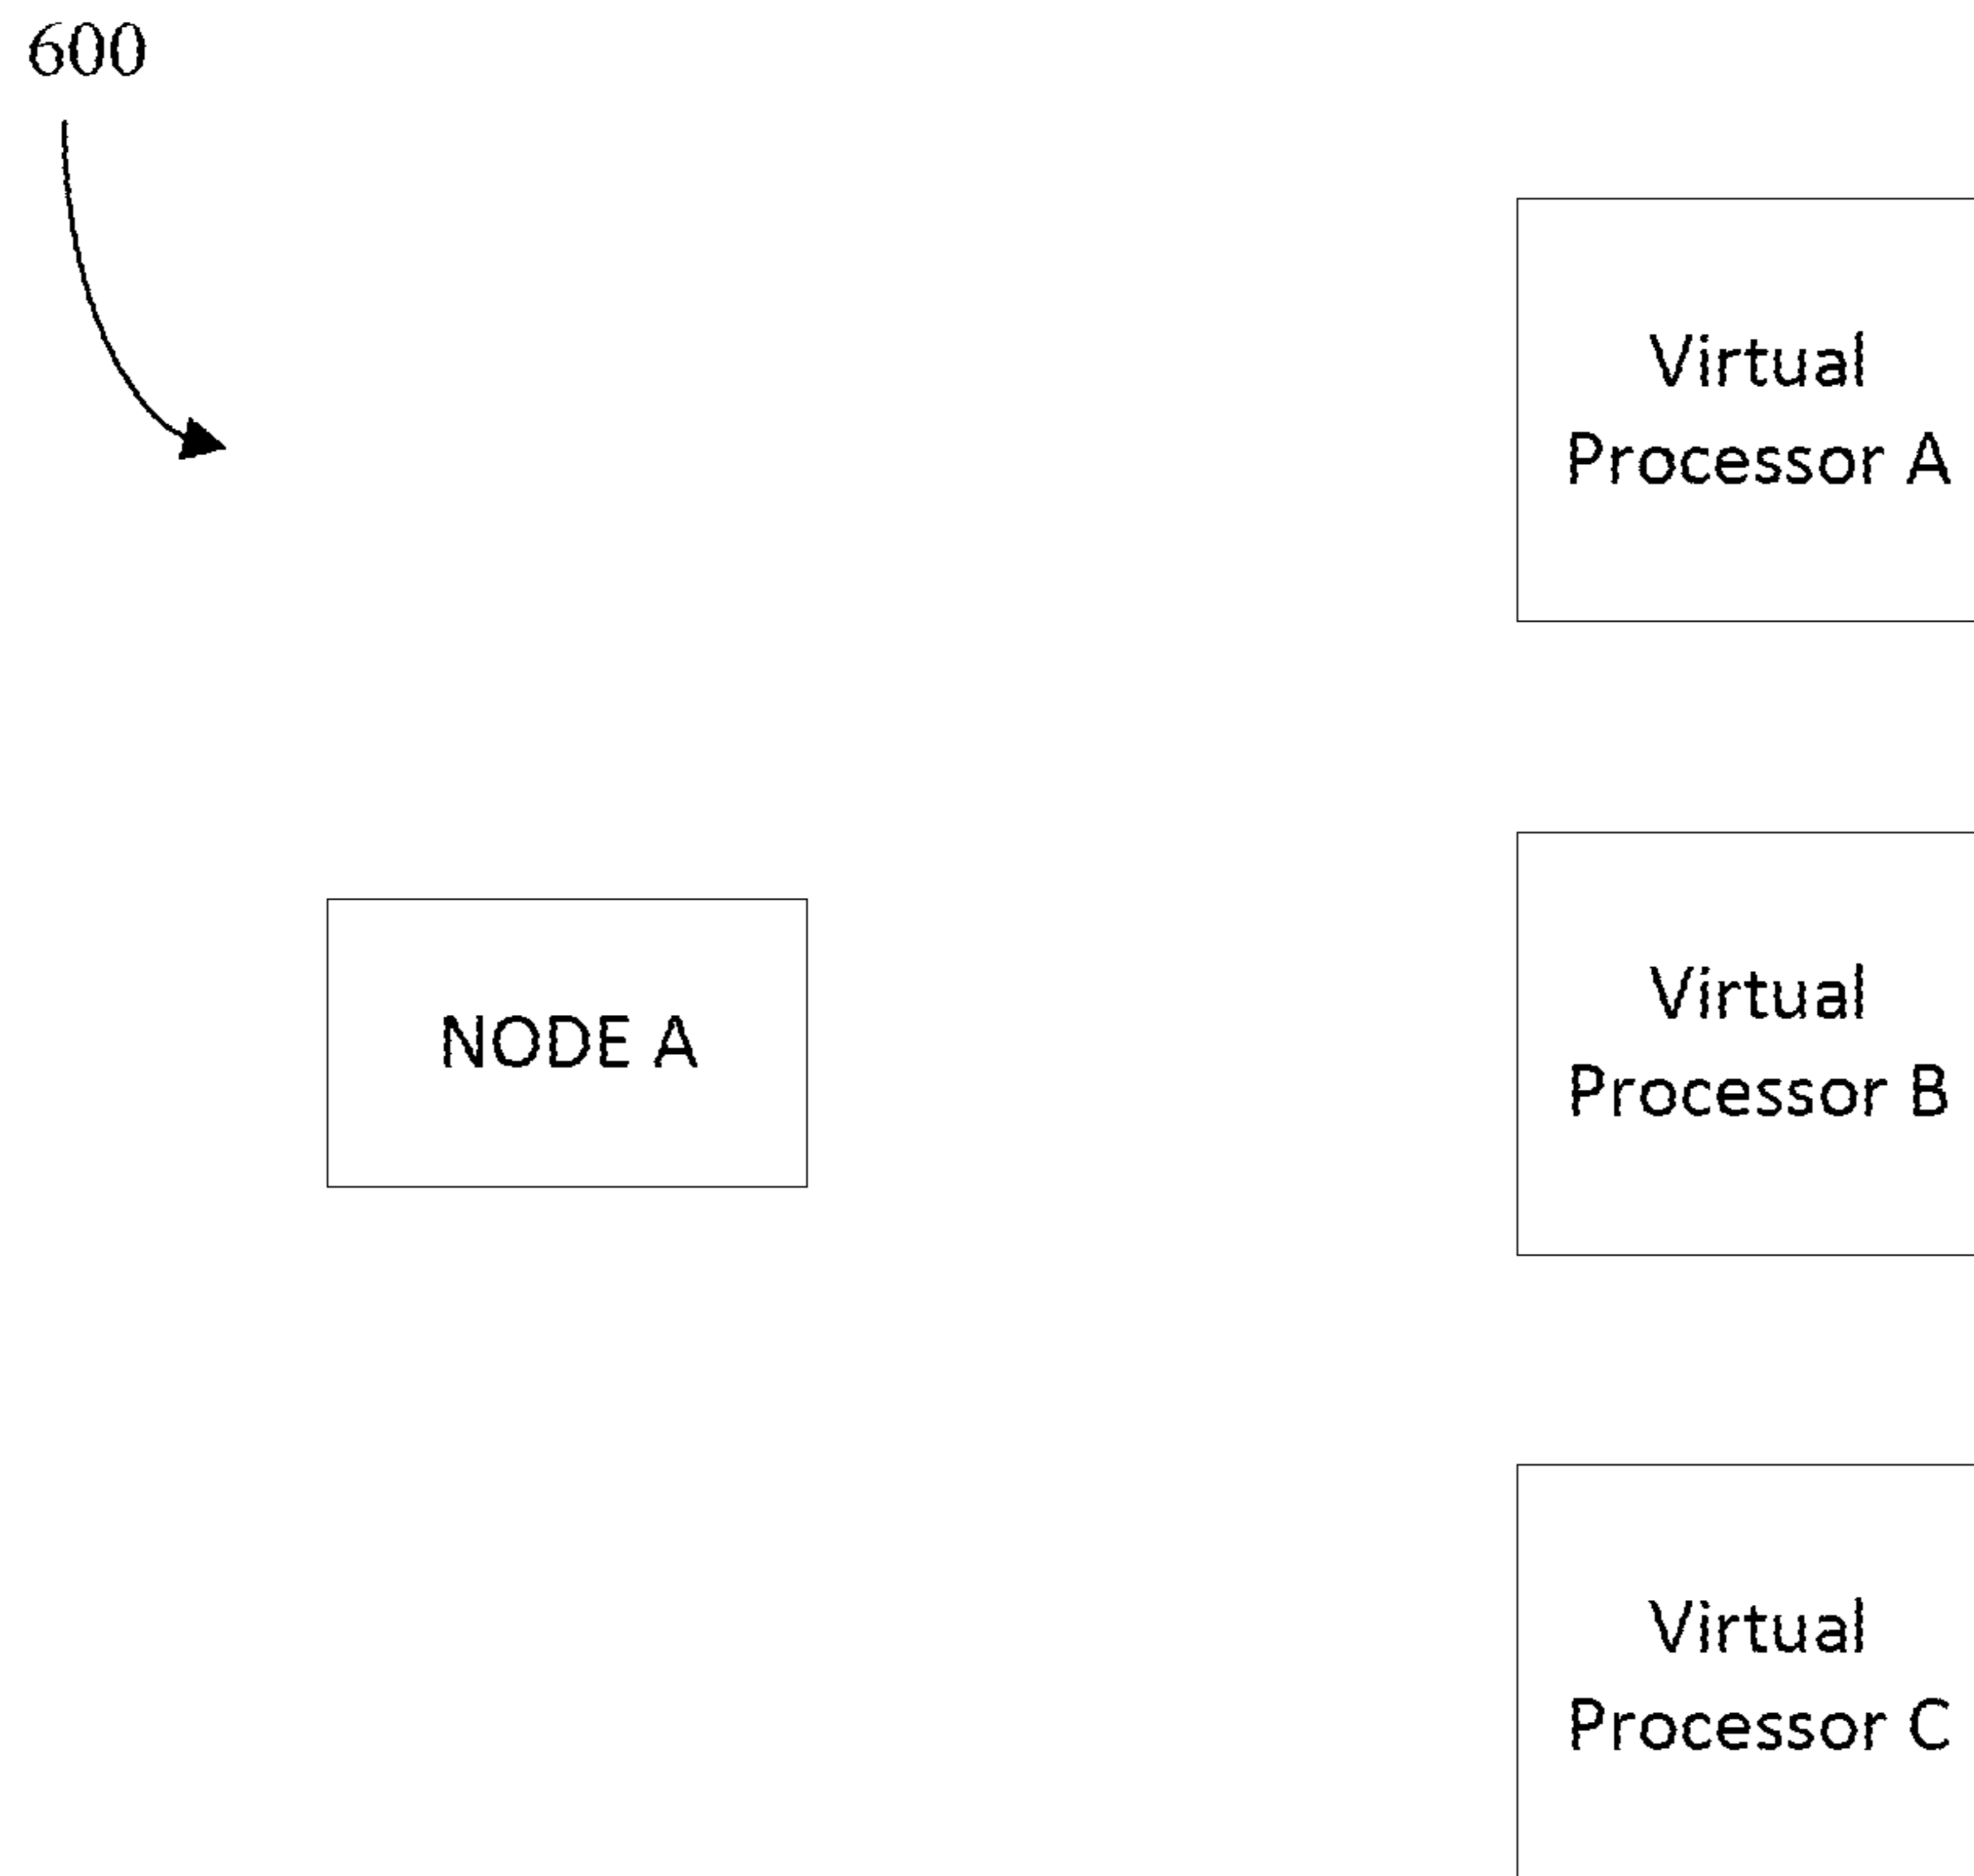 600
Virtual
Processor A
NODE A
Virtual
Processor B
Virtual
Processor C